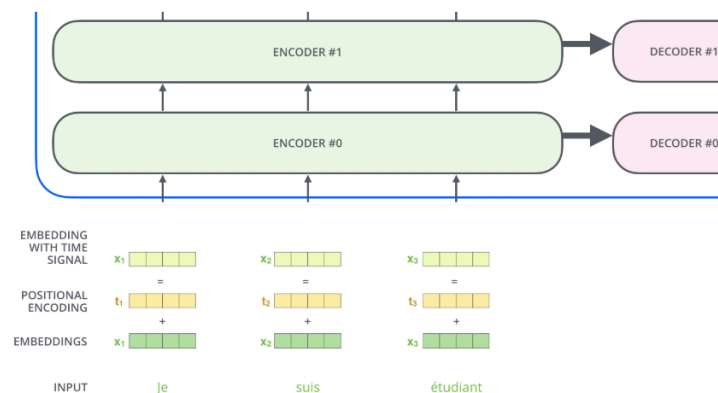 ENCODER #1
DECODER #1
ENCODER #0
DECODER #0
EMBEDDING
WITH TIME
SIGNAL
x₁
x₂
x₃
=
=
=
POSITIONAL
ENCODING
t₁
t₂
t₃
+
+
+
EMBEDDINGS
x₁
x₂
x₃
INPUT
Je
suis
étudiant